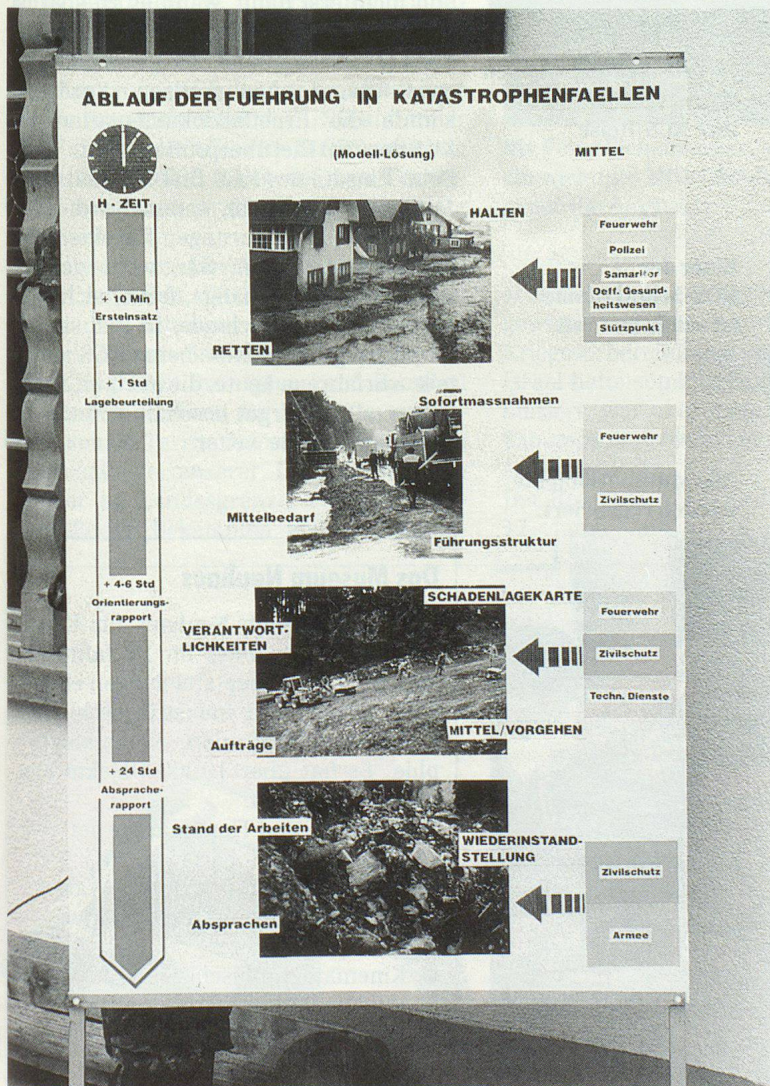 ABLAUF DER FUEHRUNG IN KATASTROPHENFAELLEN
(Modell-Lösung)
MITTEL
H - ZEIT
HALTEN
RETTEN
Feuerwehr
Polizei
Samariter
Oeff. Gesund-
heitswesen
Stützpunkt
+ 10 Min
Ersteinsatz
+ 1 Std
Lagebeurteilung
Sofortmassnahmen
Mittelbedarf
Führungsstruktur
Feuerwehr
Zivilschutz
+ 4-6 Std
Orientierungs-
rapport
SCHADENLAGEKARTE
VERANTWORT-
LICHKEITEN
Aufträge
MITTEL/VORGEHEN
Feuerwehr
Zivilschutz
Techn. Dienste
+ 24 Std
Absprache-
rapport
Stand der Arbeiten
WIEDERINSTAND-
STELLUNG
Absprachen
Zivilschutz
Armee